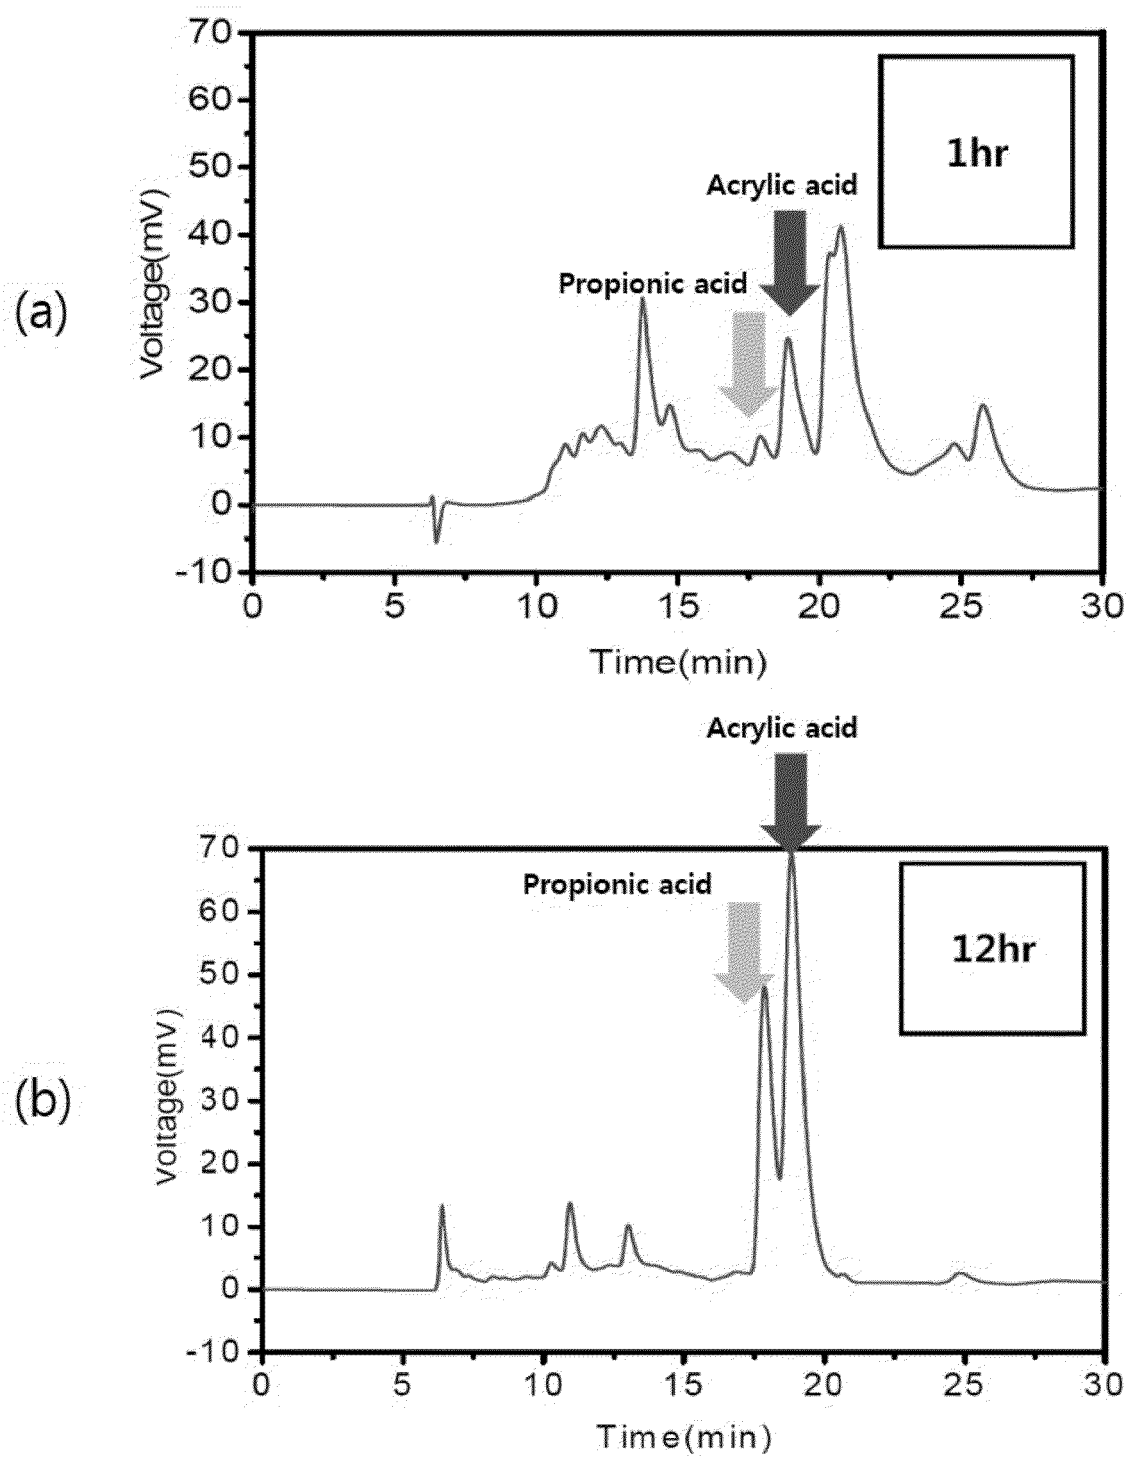 (a)
Voltage(mV)
70
60
50
40
30
20
10
0
-10
1hr
Acrylic acid
Propionic acid
0 5 10 15 20 25 30
Time(min)
(b)
voltage(mV)
Acrylic acid
70
60
50
40
30
20
10
0
-10
Propionic acid
12hr
0 5 10 15 20 25 30
Time(min)